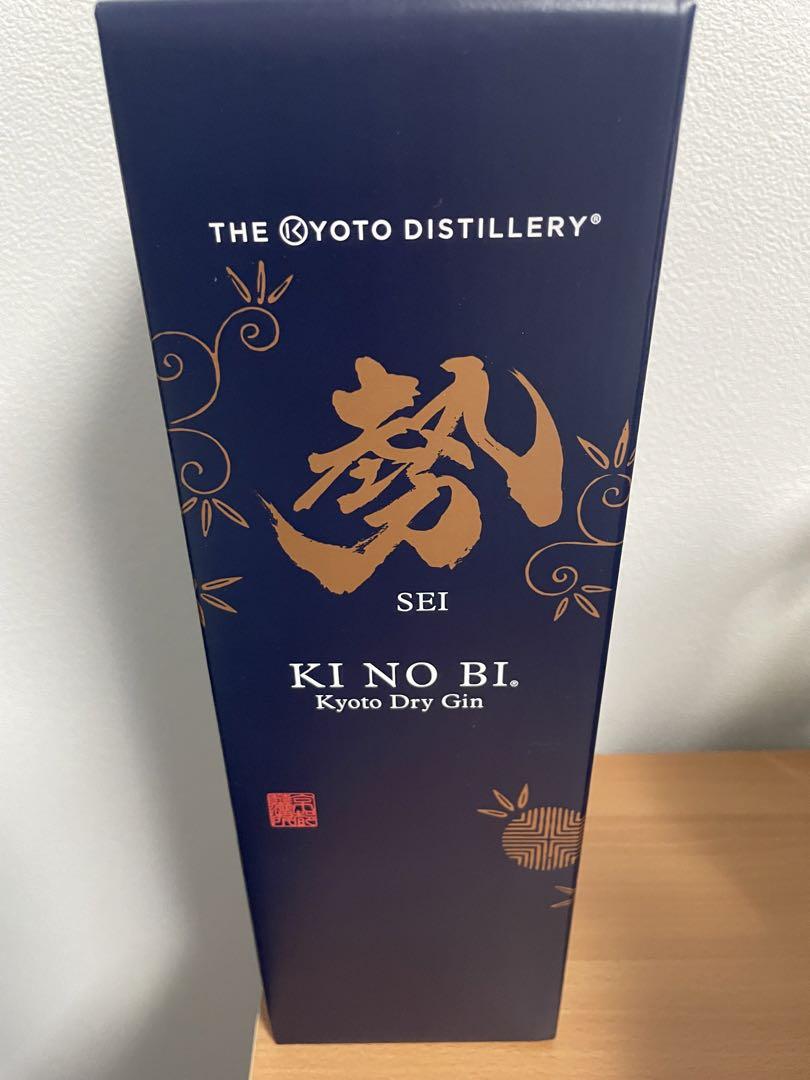 THE KYOTO DISTILLERY®
勢
SEI
KI NO BI®
Kyoto Dry Gin